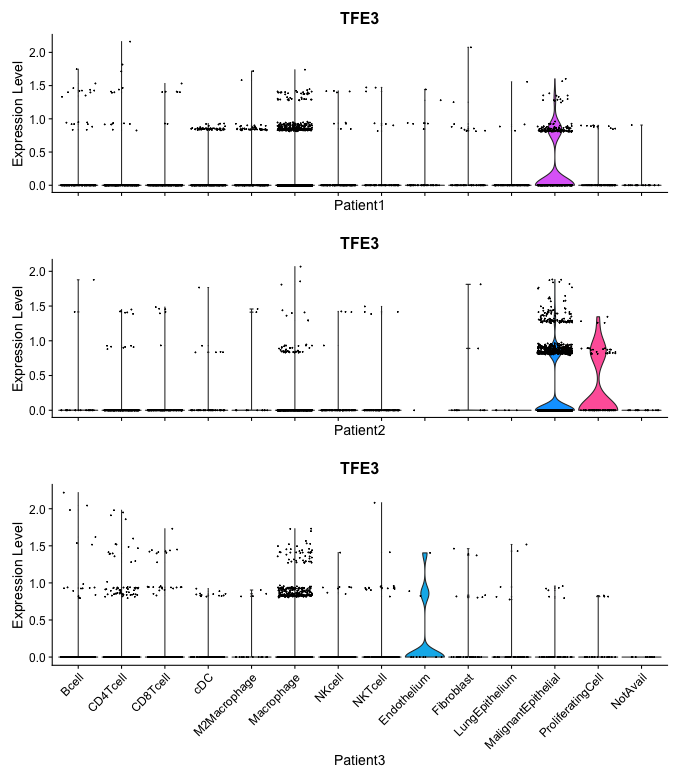 TFE3
Expression Level
2.0
1.5
1.0
0.5
0.0
Patient1
TFE3
Expression Level
2.0
1.5
1.0
0.5
0.0
Patient2
TFE3
Expression Level
2.0
1.5
1.0
0.5
0.0
Bcell
CD4Tcell
CD8Tcell
cDC
M2Macrophage
Macrophage
NKcell
NKTcell
Endothelium
Fibroblast
LungEpithelium
MalignantEpithelial
ProliferatingCell
NotAvail
Patient3